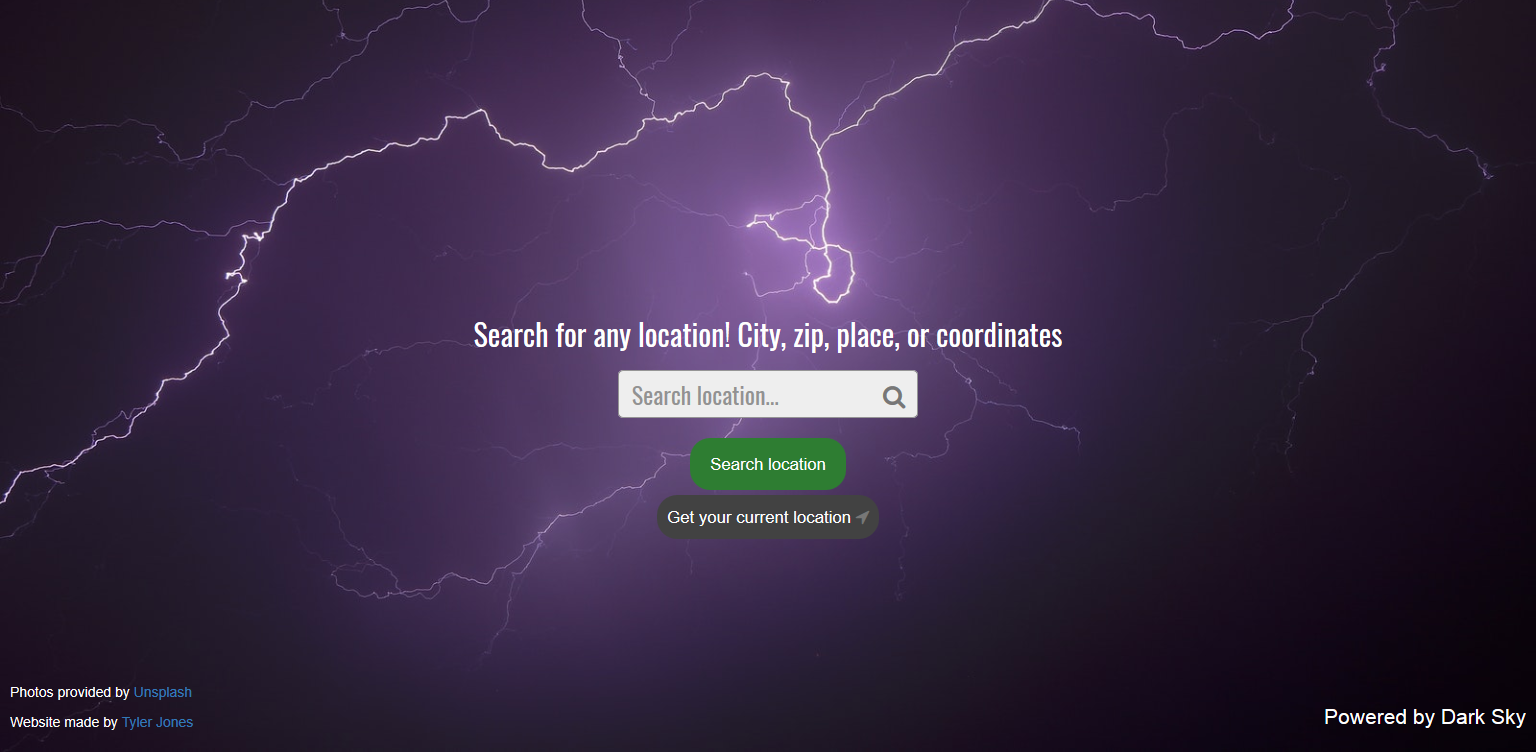 Search for any location! City, zip, place, or coordinates
Search location...
Search location
Get your current location
Photos provided by Unsplash
Website made by Tyler Jones
Powered by Dark Sky